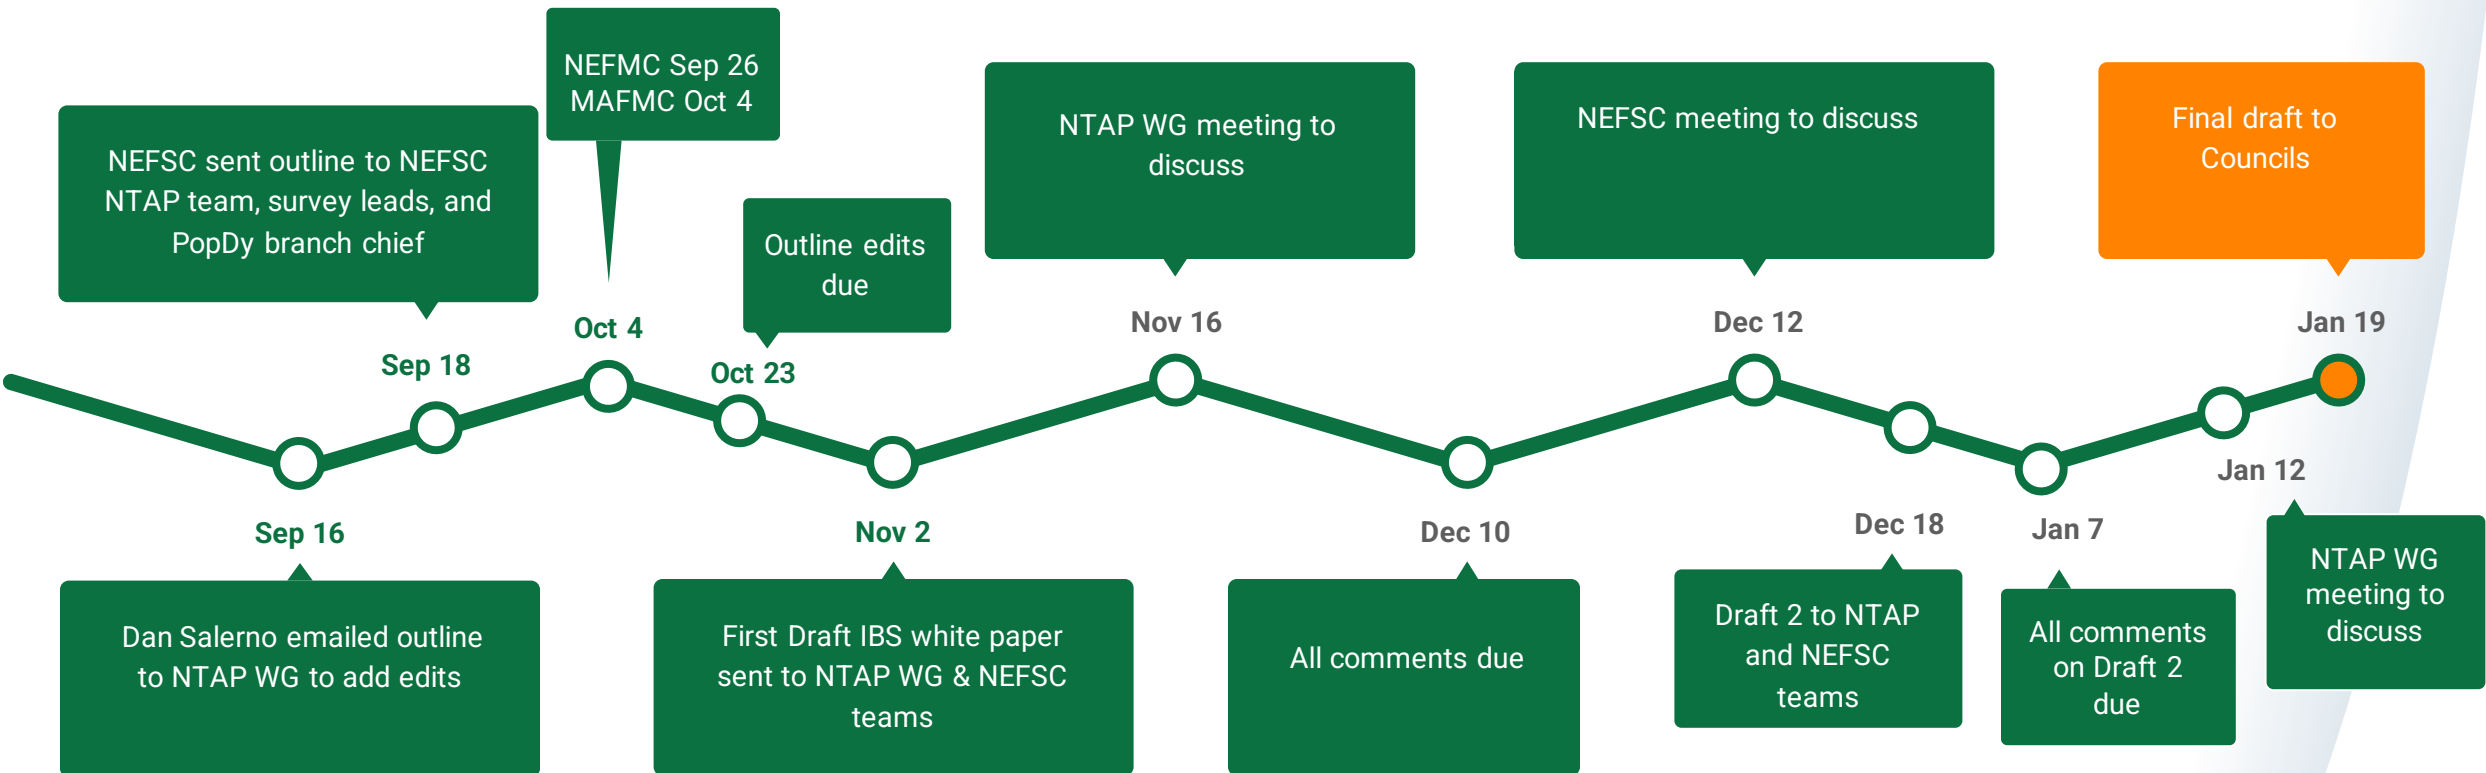 NEFSC sent outline to NEFSC
NTAP team, survey leads, and
PopDy branch chief
Sep 18
NEFMC Sep 26
MAFMC Oct 4
Oct 4
Outline edits
due
Oct 23
NTAP WG meeting to
discuss
Nov 16
NEFSC meeting to discuss
Dec 12
Final draft to
Councils
Jan 19
Sep 16
Dan Salerno emailed outline
to NTAP WG to add edits
Nov 2
First Draft IBS white paper
sent to NTAP WG & NEFSC
teams
Dec 10
All comments due
Dec 18
Draft 2 to NTAP
and NEFSC
teams
Jan 7
All comments
on Draft 2
due
Jan 12
NTAP WG
meeting to
discuss